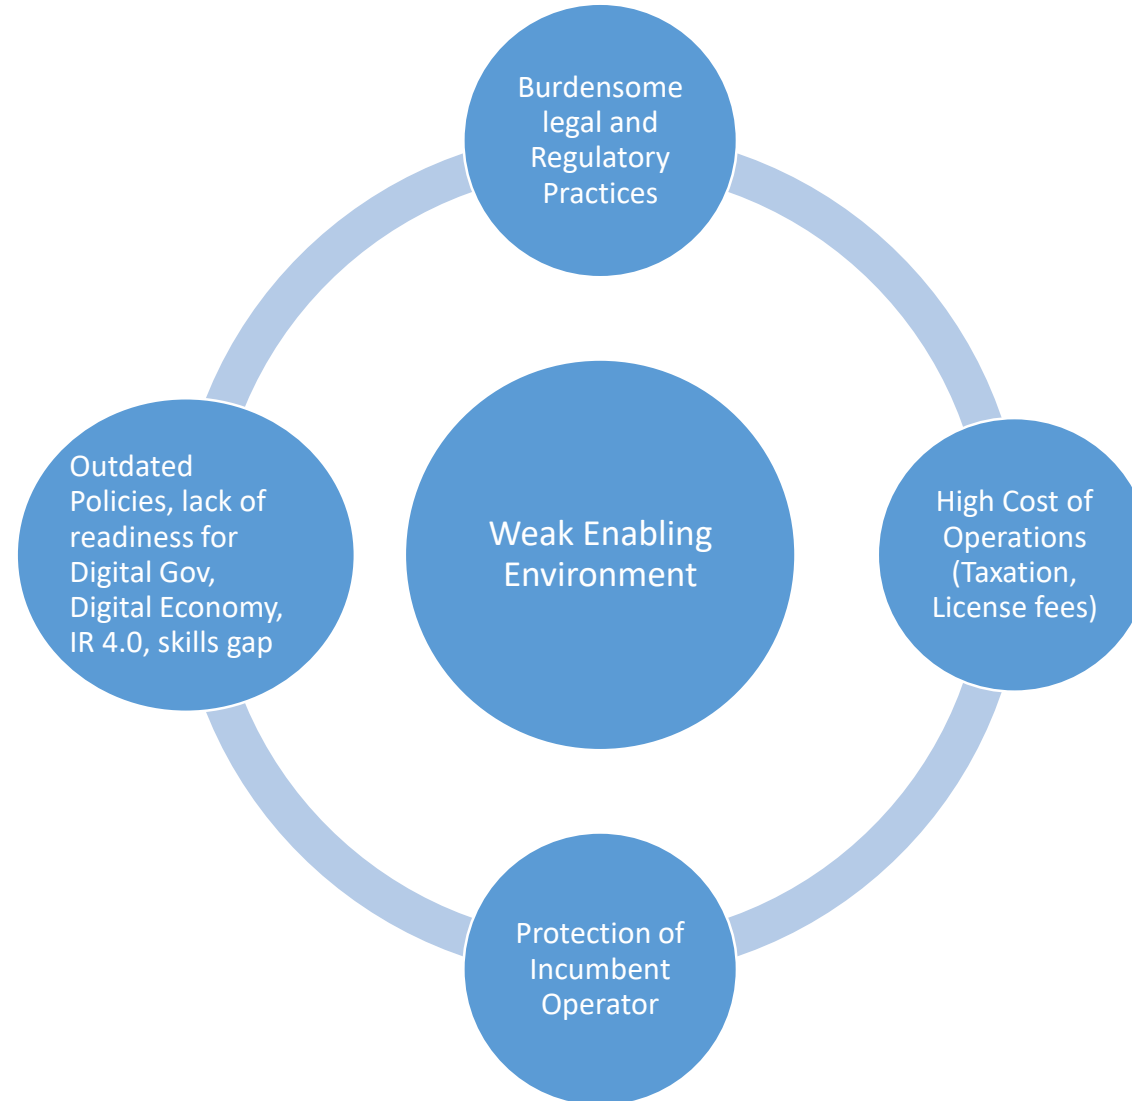 Burdensome
legal and
Regulatory
Practices
Outdated
Policies, lack of
readiness for
Digital Gov,
Digital Economy,
IR 4.0, skills gap
Weak Enabling
Environment
High Cost of
Operations
(Taxation,
License fees)
Protection of
Incumbent
Operator